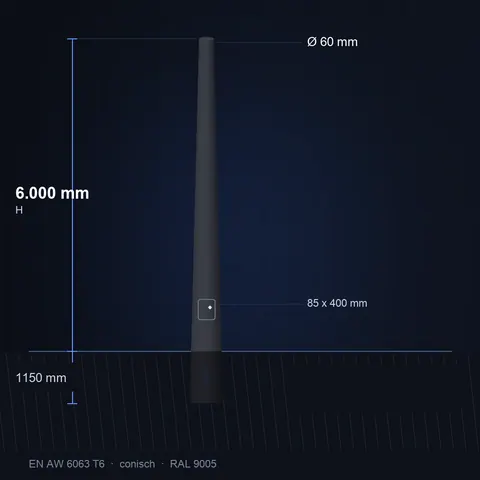 Ø 60 mm
6.000 mm
H
85 x 400 mm
1150 mm
EN AW 6063 T6 · conisch · RAL 9005